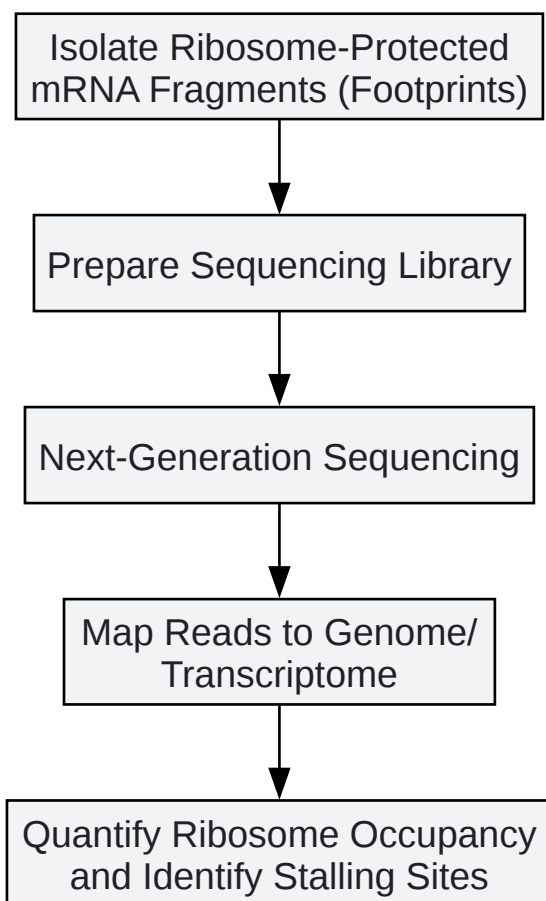 Isolate Ribosome-Protected
mRNA Fragments (Footprints)
Prepare Sequencing Library
Next-Generation Sequencing
Map Reads to Genome/
Transcriptome
Quantify Ribosome Occupancy
and Identify Stalling Sites